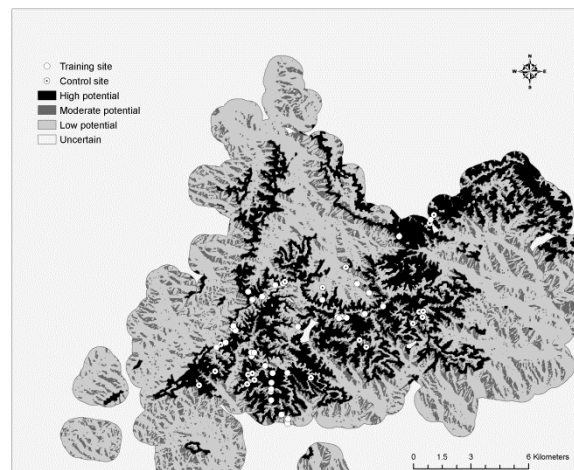 Training site
Control site
High potential
Moderate potential
Low potential
Uncertain
N
W E
S
0 1.5 3 6 Kilometers